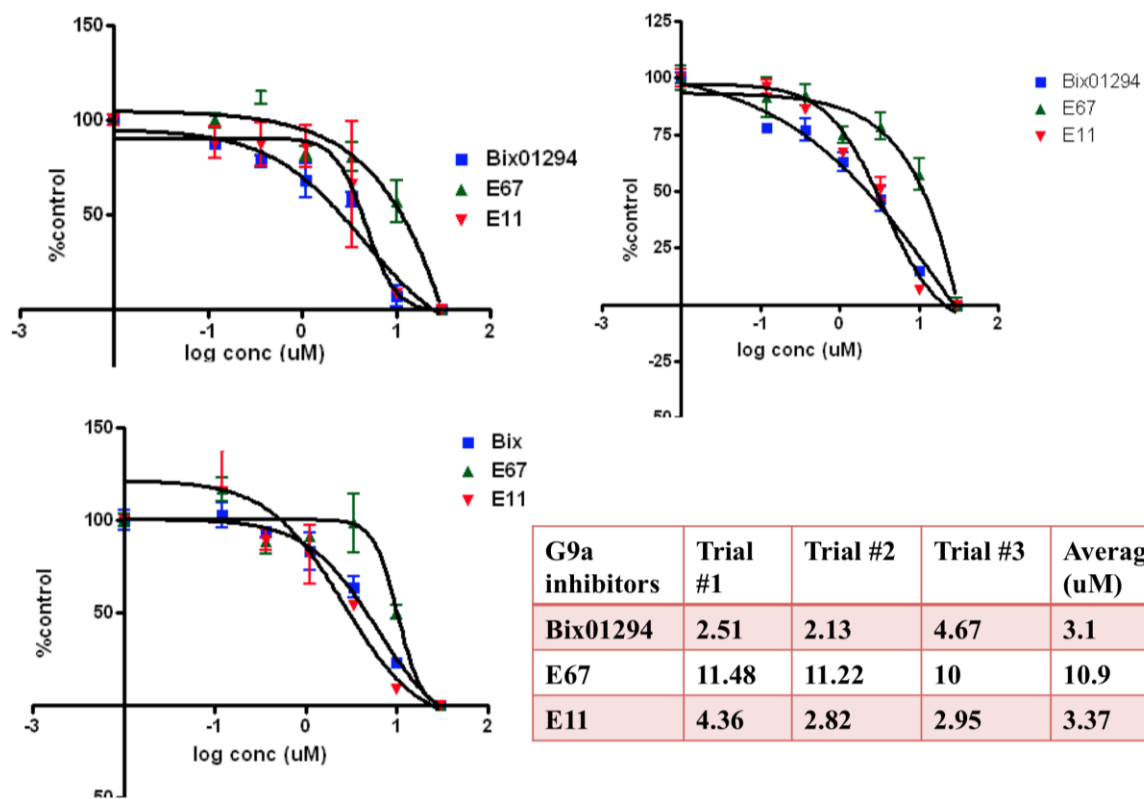 150
100
50
%control
-3
-1
0
1
2
log conc (uM)
Bix01294
E67
E11
125
100
75
50
25
-25
50
%control
-3
-1
0
1
2
log conc (uM)
Bix01294
E67
E11
150
100
50
50
%control
-3
-1
0
1
2
log conc (uM)
Bix
E67
E11
G9a inhibitors Trial #1 Trial #2 Trial #3 Averag (uM)
Bix01294 2.51 2.13 4.67 3.1
E67 11.48 11.22 10 10.9
E11 4.36 2.82 2.95 3.37